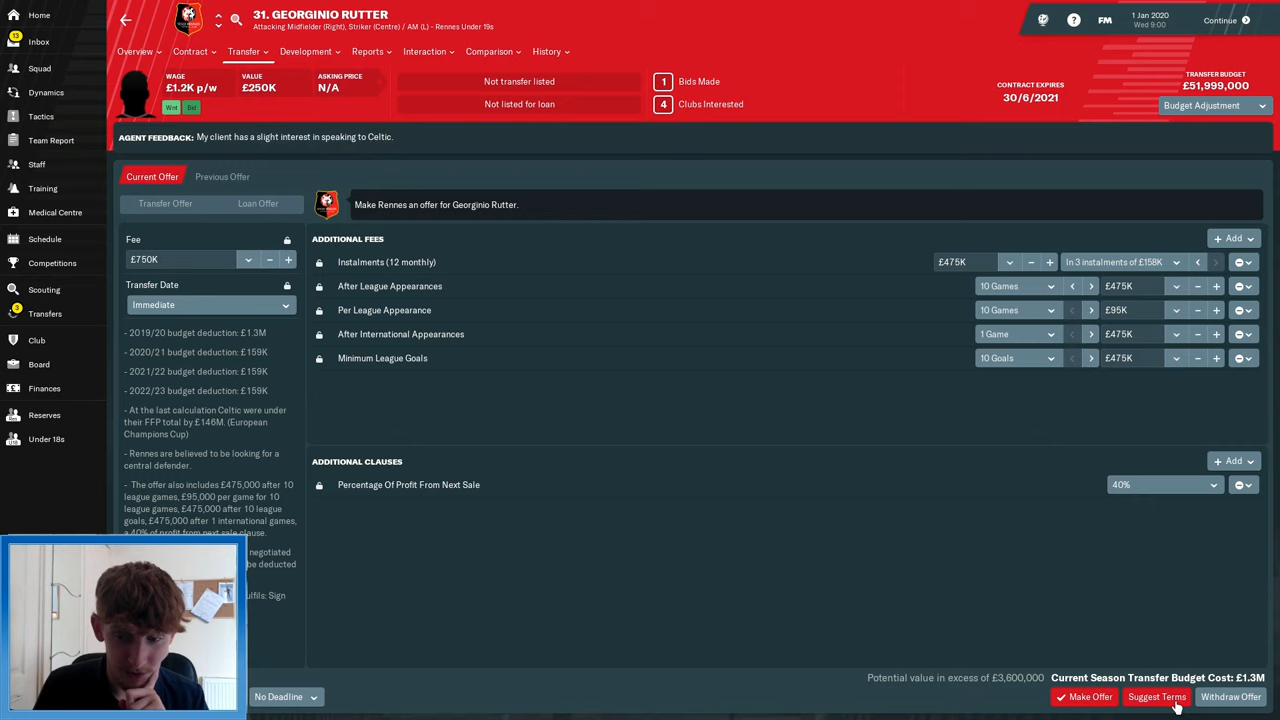 Home
13
Inbox
Squad
Dynamics
Tactics
Team Report
Staff
Training
Medical Centre
Schedule
Competitions
Scouting
3
Transfers
Club
Board
Finances
Reserves
U18
Under 18s
31. GEORGINIO RUTTER
Attacking Midfielder (Right), Striker (Centre) / AM (L) - Rennes Under 19s
FM
1 Jan 2020
Wed 9:00
Continue
Overview
Contract
Transfer
Development
Reports
Interaction
Comparison
History
WAGE
£1.2K p/w
VALUE
£250K
ASKING PRICE
N/A
Wnt
Bid
Not transfer listed
Not listed for loan
1 Bids Made
4 Clubs Interested
CONTRACT EXPIRES
30/6/2021
TRANSFER BUDGET
£51,999,000
Budget Adjustment
AGENT FEEDBACK: My client has a slight interest in speaking to Celtic.
Current Offer
Previous Offer
Transfer Offer
Loan Offer
Make Rennes an offer for Georginio Rutter.
Fee
£750K
Transfer Date
Immediate
- 2019/20 budget deduction: £1.3M
- 2020/21 budget deduction: £159K
- 2021/22 budget deduction: £159K
- 2022/23 budget deduction: £159K
- At the last calculation Celtic were under
their FFP total by £146M. (European
Champions Cup)
- Rennes are believed to be looking for a
central defender.
- The offer also includes £475,000 after 10
league games, £95,000 per game for 10
league games, £475,000 after 10 league
goals, £475,000 after 1 international games,
a 40% of profit from next sale clause.
negotiated
be deducted
fulfils: Sign
No Deadline
ADDITIONAL FEES
+ Add
Instalments (12 monthly)
£475K
In 3 instalments of £158K
After League Appearances
10 Games
£475K
Per League Appearance
10 Games
£95K
After International Appearances
1 Game
£475K
Minimum League Goals
10 Goals
£475K
ADDITIONAL CLAUSES
+ Add
Percentage Of Profit From Next Sale
40%
Potential value in excess of £3,600,000
Current Season Transfer Budget Cost: £1.3M
Make Offer
Suggest Terms
Withdraw Offer